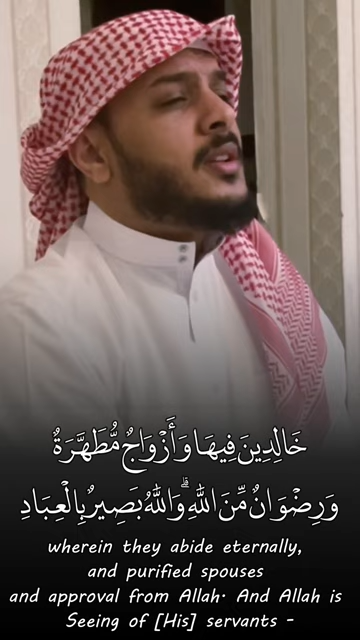 خَالِدِينَ فِيهَا وَأَزْوَاجٌ مُّطَهَّرَةٌ
وَرِضْوَانٌ مِّنَ اللَّهِ ۗ وَاللَّهُ بَصِيرٌ بِالْعِبَادِ
wherein they abide eternally,
and purified spouses
and approval from Allah. And Allah is
Seeing of [His] servants -